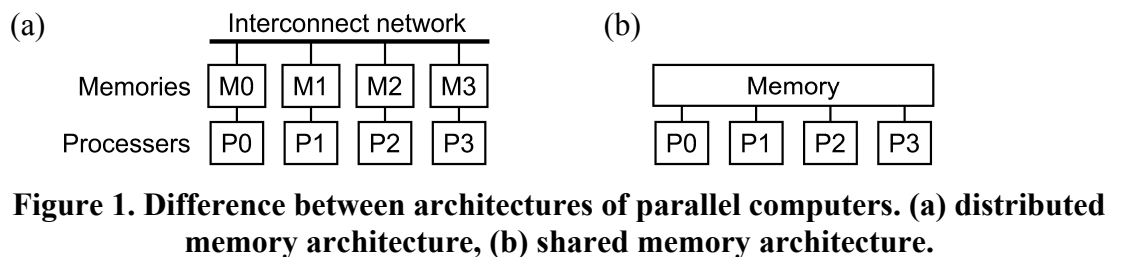 (a)
Interconnect network
Memories M0 M1 M2 M3
Processers P0 P1 P2 P3
(b)
Memory
P0 P1 P2 P3
Figure 1. Difference between architectures of parallel computers. (a) distributed
memory architecture, (b) shared memory architecture.